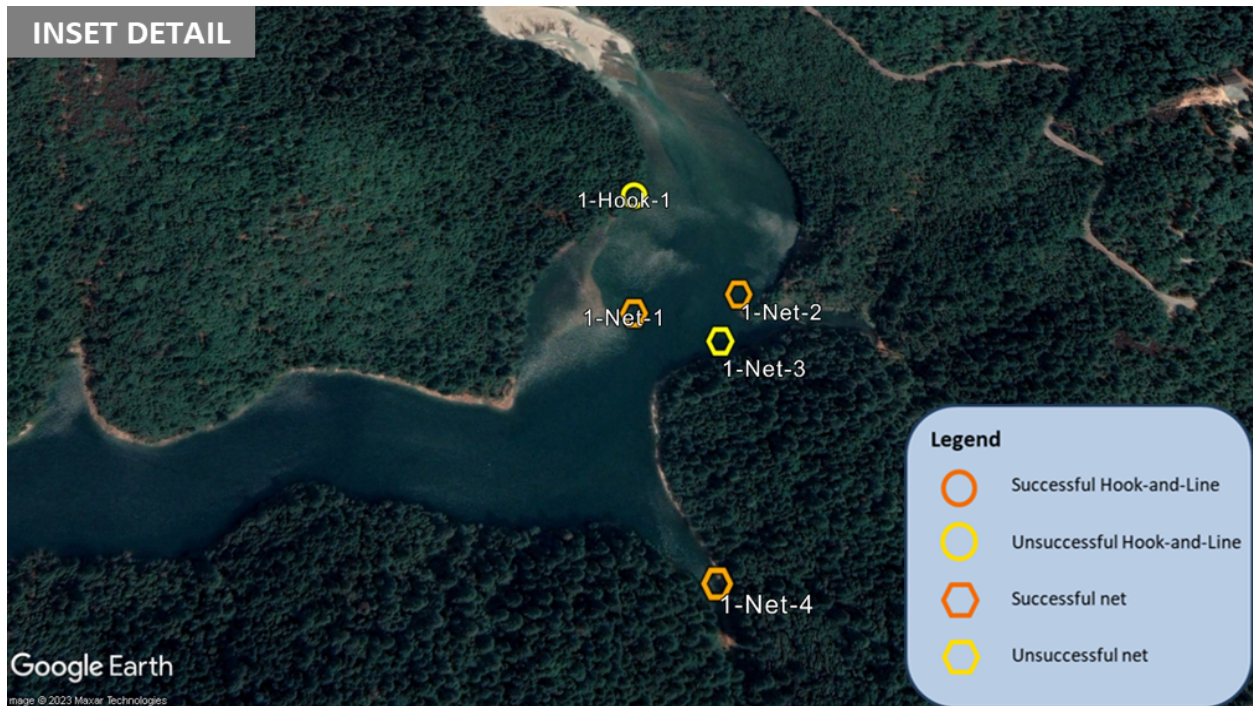 INSET DETAIL
1-Hook-1
1-Net-1
1-Net-2
1-Net-3
1-Net-4
Legend
Successful Hook-and-Line
Unsuccessful Hook-and-Line
Successful net
Unsuccessful net
Google Earth
mage © 2023 Maxar Technologies